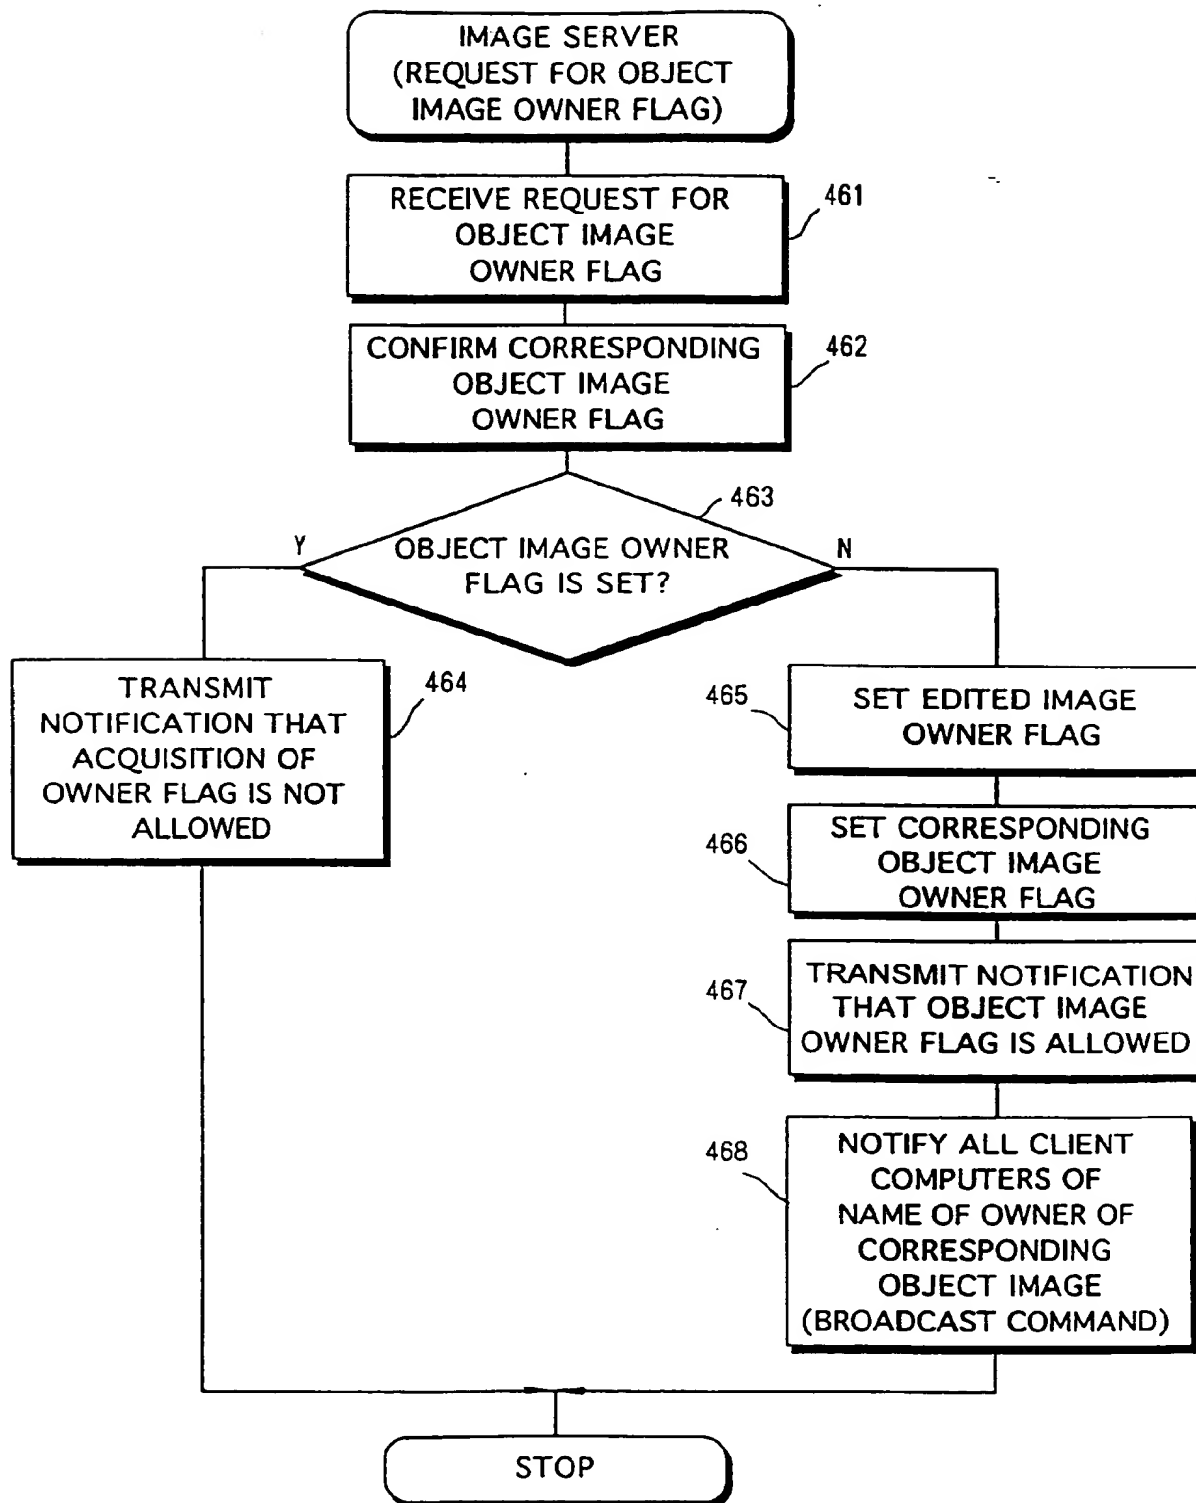 IMAGE SERVER
(REQUEST FOR OBJECT
IMAGE OWNER FLAG)
RECEIVE REQUEST FOR
OBJECT IMAGE
OWNER FLAG
461
CONFIRM CORRESPONDING
OBJECT IMAGE
OWNER FLAG
462
463
Y
OBJECT IMAGE OWNER
FLAG IS SET?
N
TRANSMIT
NOTIFICATION THAT
ACQUISITION OF
OWNER FLAG IS NOT
ALLOWED
464
465
SET EDITED IMAGE
OWNER FLAG
466
SET CORRESPONDING
OBJECT IMAGE
OWNER FLAG
467
TRANSMIT NOTIFICATION
THAT OBJECT IMAGE
OWNER FLAG IS ALLOWED
468
NOTIFY ALL CLIENT
COMPUTERS OF
NAME OF OWNER OF
CORRESPONDING
OBJECT IMAGE
(BROADCAST COMMAND)
STOP